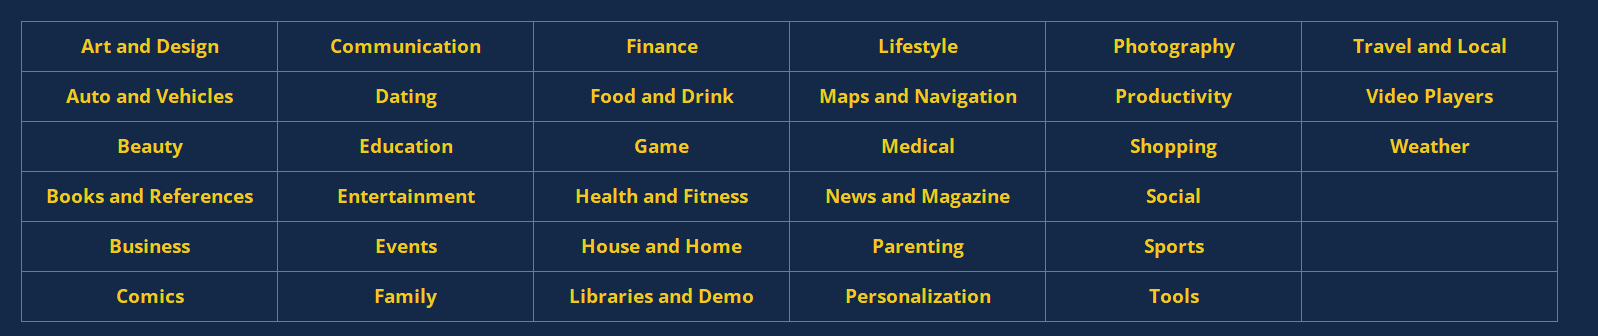 Art and Design Communication Finance Lifestyle Photography Travel and Local
Auto and Vehicles Dating Food and Drink Maps and Navigation Productivity Video Players
Beauty Education Game Medical Shopping Weather
Books and References Entertainment Health and Fitness News and Magazine Social
Business Events House and Home Parenting Sports
Comics Family Libraries and Demo Personalization Tools